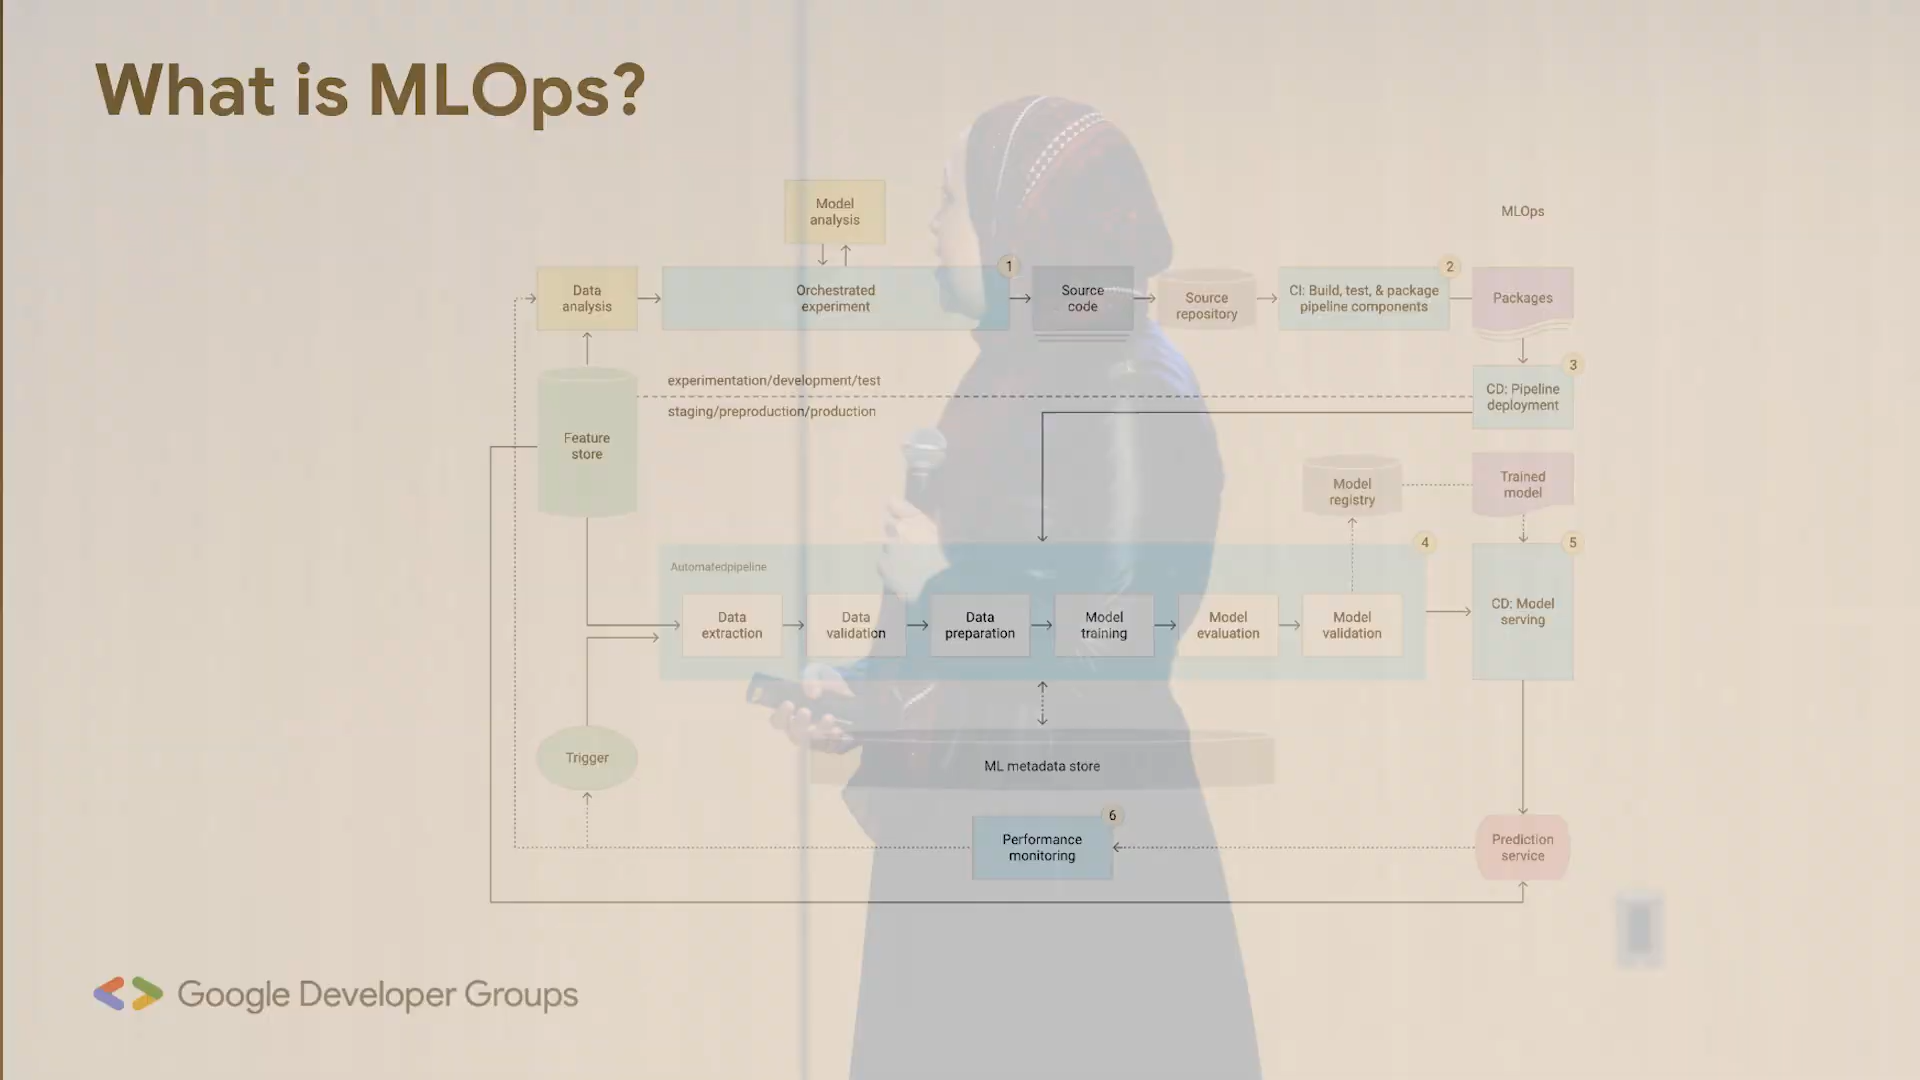 What is MLOps?
Model
analysis
MLOps
1
2
Data
analysis
Orchestrated
experiment
Source
code
Source
repository
CI: Build, test, & package
pipeline components
Packages
3
experimentation/development/test
staging/preproduction/production
CD: Pipeline
deployment
Feature
store
Model
registry
Trained
model
4
5
Automafedpipeline
Data
extraction
Data
validation
Data
preparation
Model
training
Model
evaluation
Model
validation
CD: Model
serving
Trigger
ML metadata store
6
Performance
monitoring
Prediction
service
Google Developer Groups